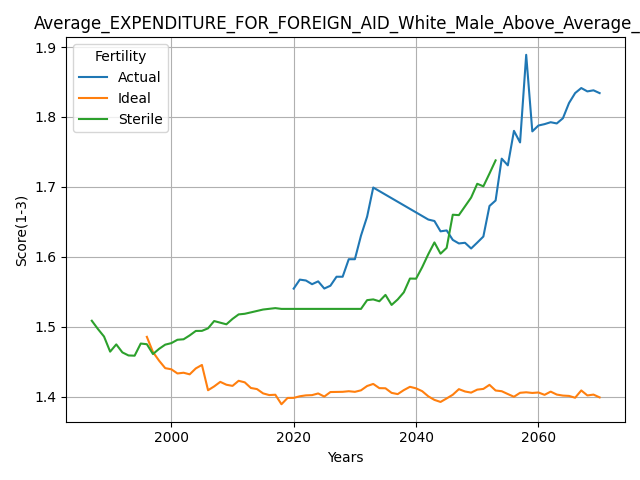 Average_EXPENDITURE_FOR_FOREIGN_AID_White_Male_Above_Average_
1.9
1.8
1.7
1.6
1.5
1.4
Score(1-3)
Fertility
Actual
Ideal
Sterile
2000
2020
2040
2060
Years